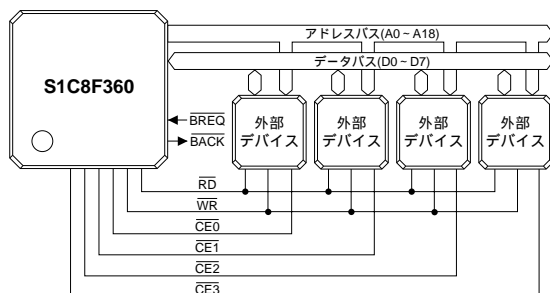 アドレスバス(A0～A18)
データバス(D0～D7)
S1C8F360
BREQ
BACK
外部
デバイス
外部
デバイス
外部
デバイス
外部
デバイス
RD
WR
CE0
CE1
CE2
CE3